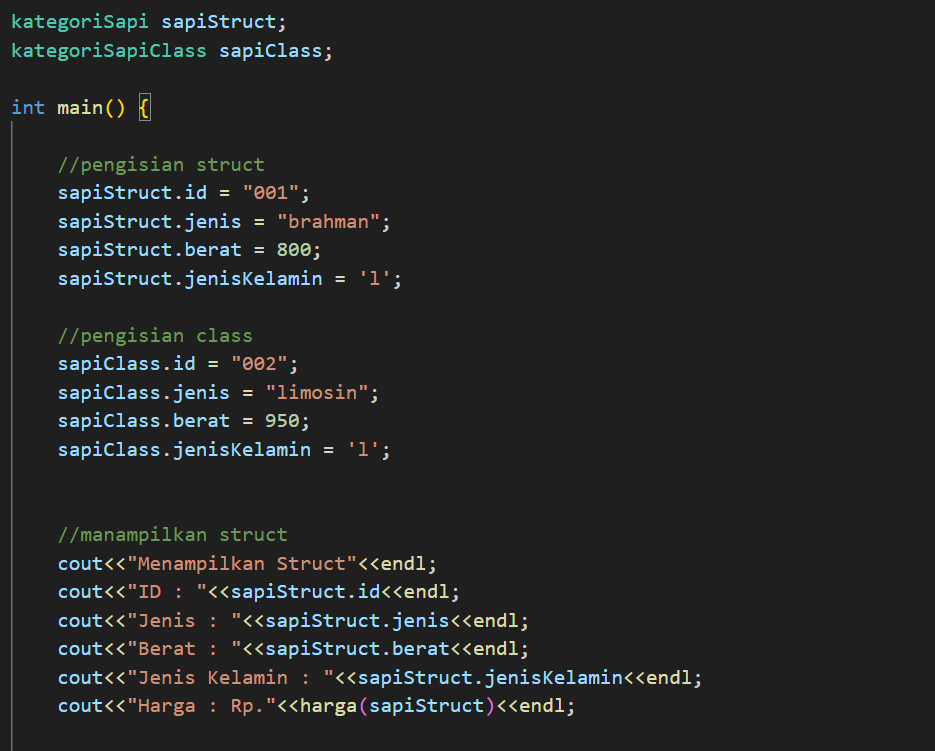 kategoriSapi sapiStruct;
kategoriSapiClass sapiClass;
int main() {
//pengisian struct
sapiStruct.id = "001";
sapiStruct.jenis = "brahman";
sapiStruct.berat = 800;
sapiStruct.jenisKelamin = 'l';
//pengisian class
sapiClass.id = "002";
sapiClass.jenis = "limosin";
sapiClass.berat = 950;
sapiClass.jenisKelamin = 'l';
//manampilkan struct
cout<<"Menampilkan Struct"<<endl;
cout<<"ID : "<<sapiStruct.id<<endl;
cout<<"Jenis : "<<sapiStruct.jenis<<endl;
cout<<"Berat : "<<sapiStruct.berat<<endl;
cout<<"Jenis Kelamin : "<<sapiStruct.jenisKelamin<<endl;
cout<<"Harga : Rp."<<harga(sapiStruct)<<endl;